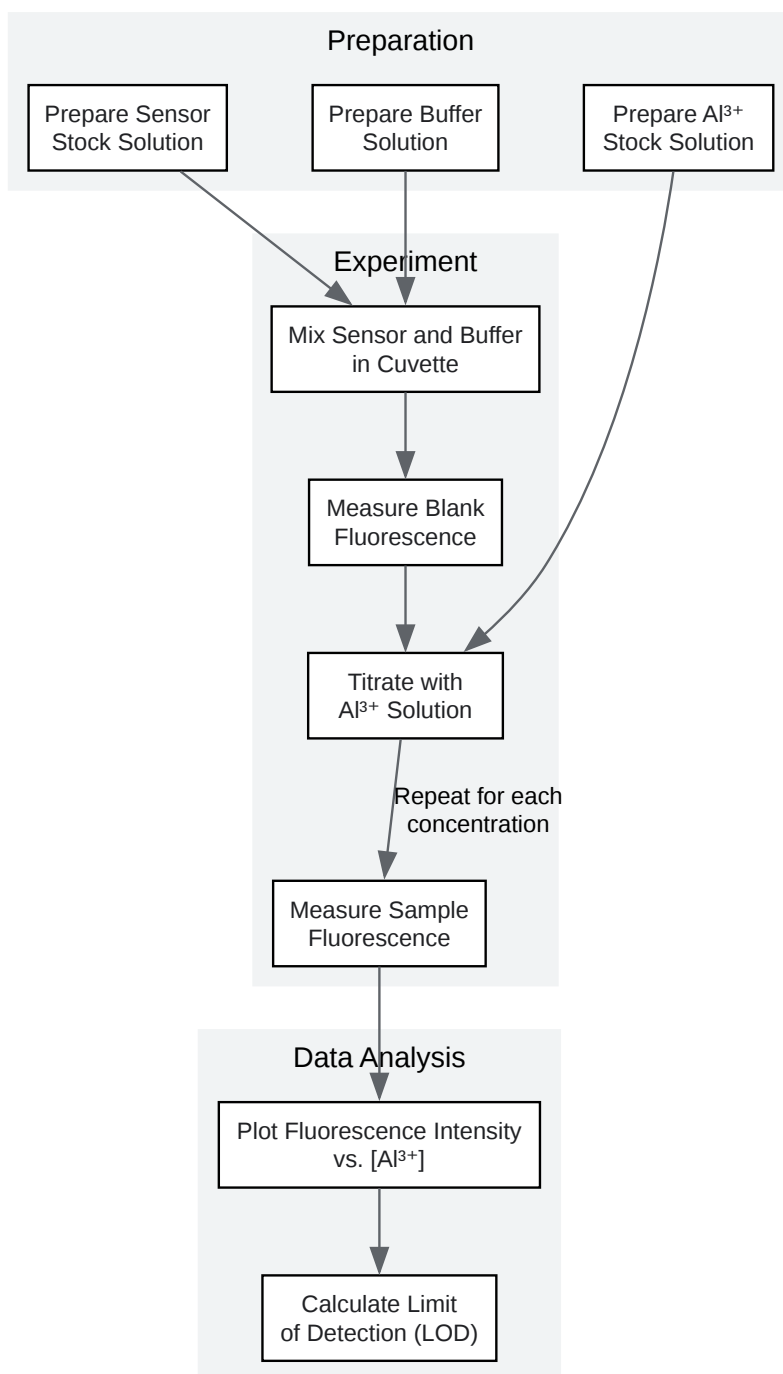 Preparation
Prepare Sensor
Stock Solution
Prepare Buffer
Solution
Prepare Al³⁺
Stock Solution
Experiment
Mix Sensor and Buffer
in Cuvette
Measure Blank
Fluorescence
Titrate with
Al³⁺ Solution
Repeat for each
concentration
Measure Sample
Fluorescence
Data Analysis
Plot Fluorescence Intensity
vs. [Al³⁺]
Calculate Limit
of Detection (LOD)